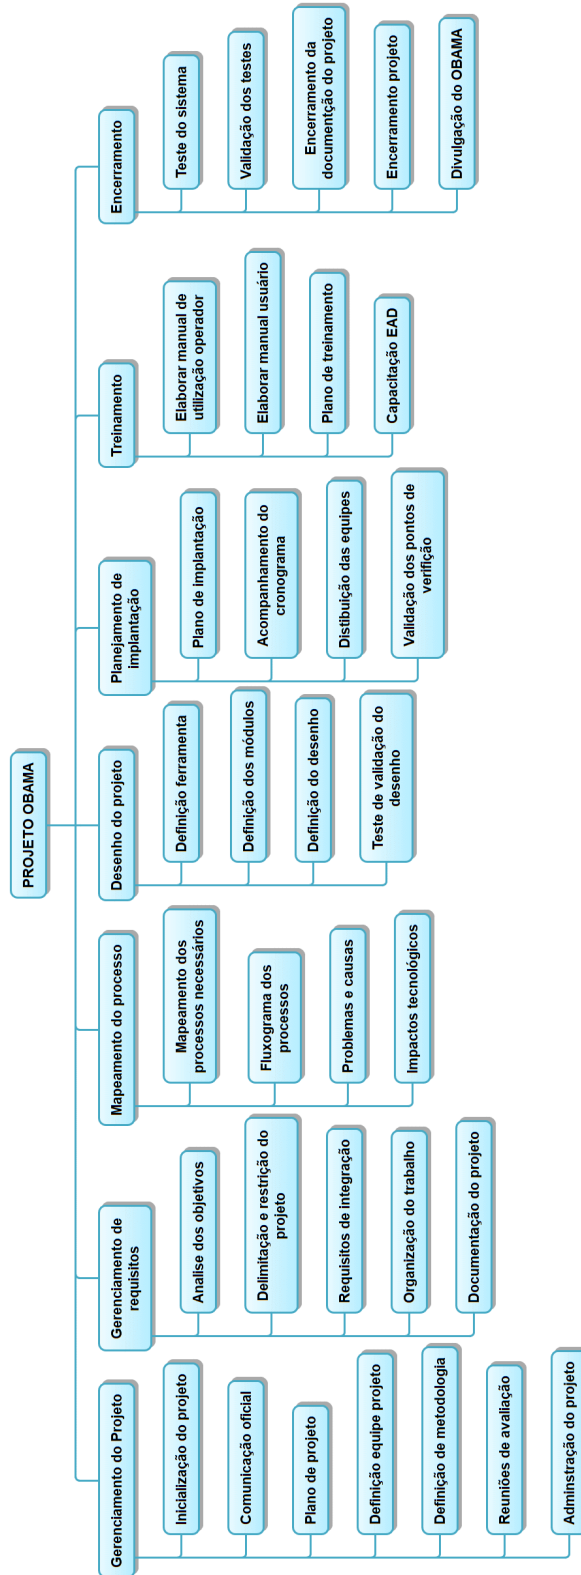 PROJETO OBAMA
Gerenciamento do Projeto
Inicialização do projeto
Comunicação oficial
Plano de projeto
Definição equipe projeto
Definição de metodologia
Reuniões de avaliação
Adminstração do projeto
Gerenciamento de
requisitos
Analise dos objetivos
Delimitação e restrição do
projeto
Requisitos de integração
Organização do trabalho
Documentação do projeto
Mapeamento do processo
Mapeamento dos
processos necessários
Fluxograma dos
processos
Problemas e causas
Impactos tecnológicos
Desenho do projeto
Definição ferramenta
Definição dos módulos
Definição do desenho
Teste de validação do
desenho
Planejamento de
implantação
Plano de implantação
Acompanhamento do
cronograma
Distibuição das equipes
Validação dos pontos de
verifição
Treinamento
Elaborar manual de
utilização operador
Elaborar manual usuário
Plano de treinamento
Capacitação EAD
Encerramento
Teste do sistema
Validação dos testes
Encerramento da
documentção do projeto
Encerramento projeto
Divulgação do OBAMA